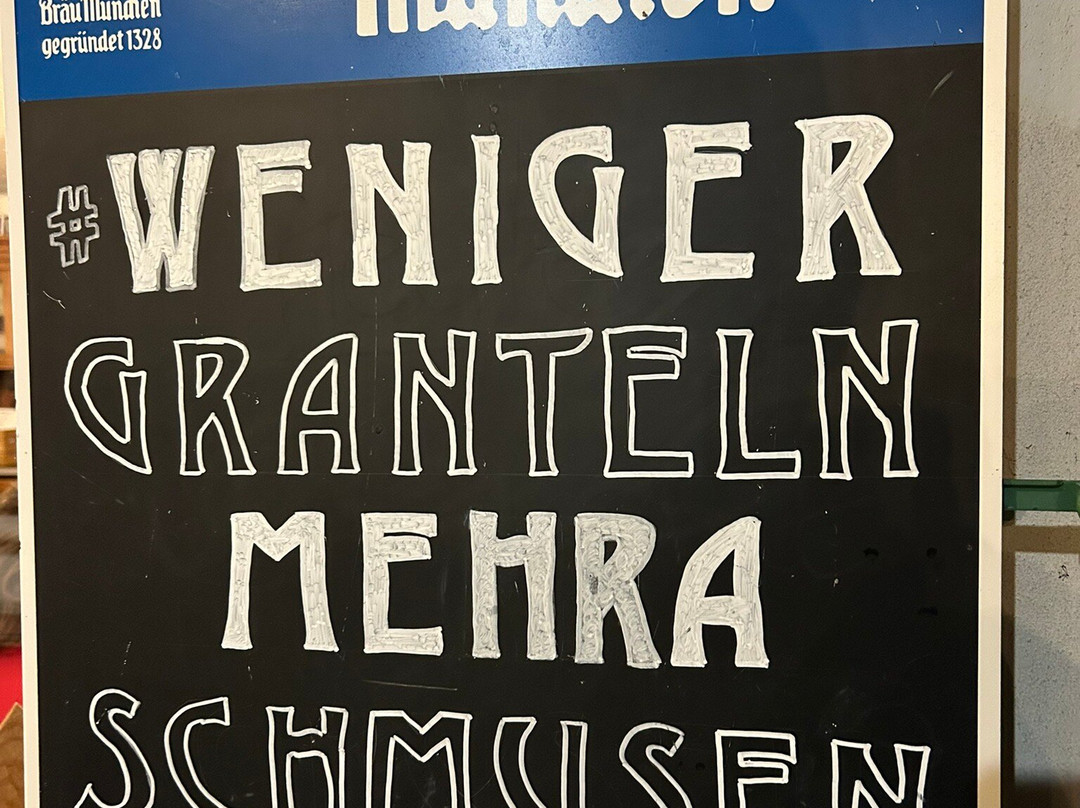 Bräu München
gegründet 1328
#WENIGER
GRANTELN
MEHRA
SCHMUSEN